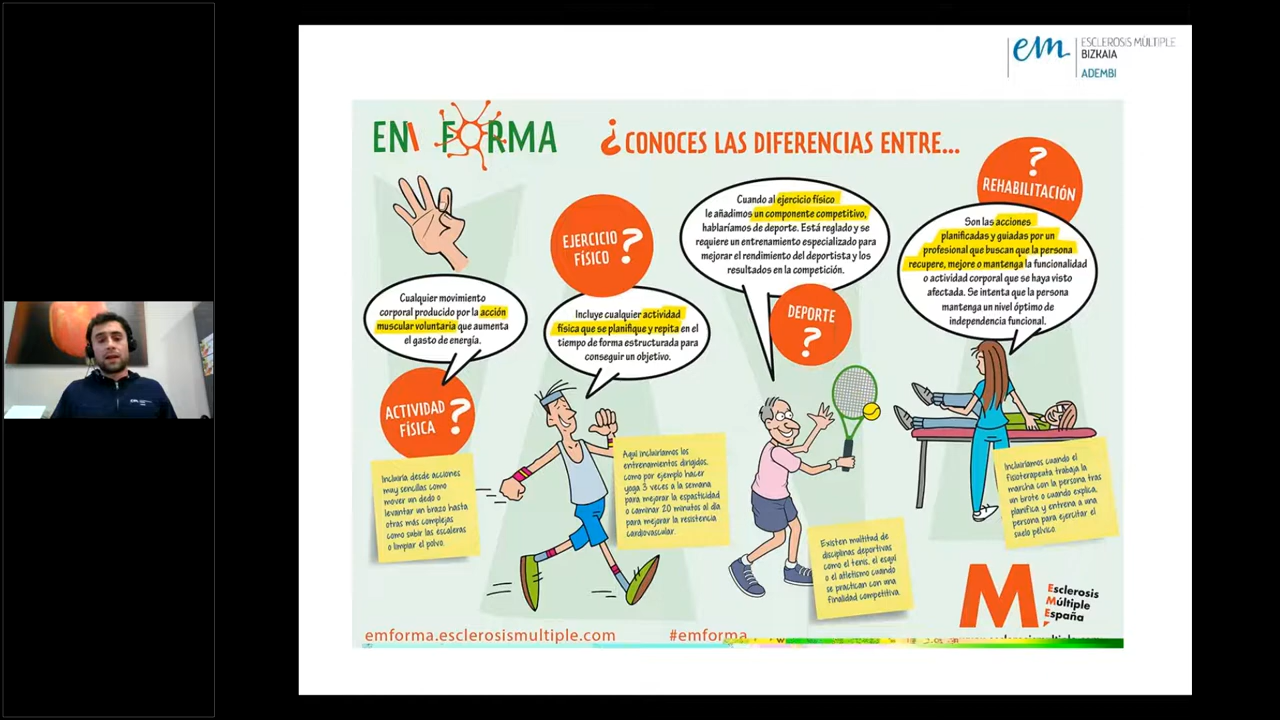 em
ESCLEROSIS MÚLTIPLE
BIZKAIA
ADEMBI
EM FORMA
¿CONOCES LAS DIFERENCIAS ENTRE...
?
REHABILITACIÓN
Son las acciones
planificadas y guiadas por un
profesional que buscan que la persona
recupere, mejore o mantenga la funcionalidad
o actividad corporal que se haya visto
afectada. Se intenta que la persona
mantenga un nivel óptimo de
independencia funcional.
Cuando al ejercicio físico
le añadimos un componente competitivo,
hablaríamos de deporte. Está reglado y se
requiere un entrenamiento especializado para
mejorar el rendimiento del deportista y los
resultados en la competición.
EJERCICIO
FÍSICO ?
Cualquier movimiento
corporal producido por la acción
muscular voluntaria que aumenta
el gasto de energía.
Incluye cualquier actividad
física que se planifique y repita en el
tiempo de forma estructurada para
conseguir un objetivo.
DEPORTE
?
ACTIVIDAD
FÍSICA ?
Incluiría desde acciones
muy sencillas como
mover un dedo o
levantar un brazo hasta
otras más complejas
como subir las escaleras
o limpiar el polvo.
Aquí incluiríamos los
entrenamientos dirigidos,
como por ejemplo hacer
yoga 3 veces a la semana
para mejorar la espasticidad
o caminar 20 minutos al día
para mejorar la resistencia
cardiovascular.
Existen multitud de
disciplinas deportivas
como el tenis, el esquí
o el atletismo cuando
se practican con una
finalidad competitiva.
Incluiríamos cuando el
fisioterapeuta trabaja la
marcha con la persona tras
un brote o cuando explica,
planifica y entrena a una
persona para ejercitar el
suelo pélvico.
M
Esclerosis
Múltiple
España
emforma.esclerosismultiple.com
#emforma